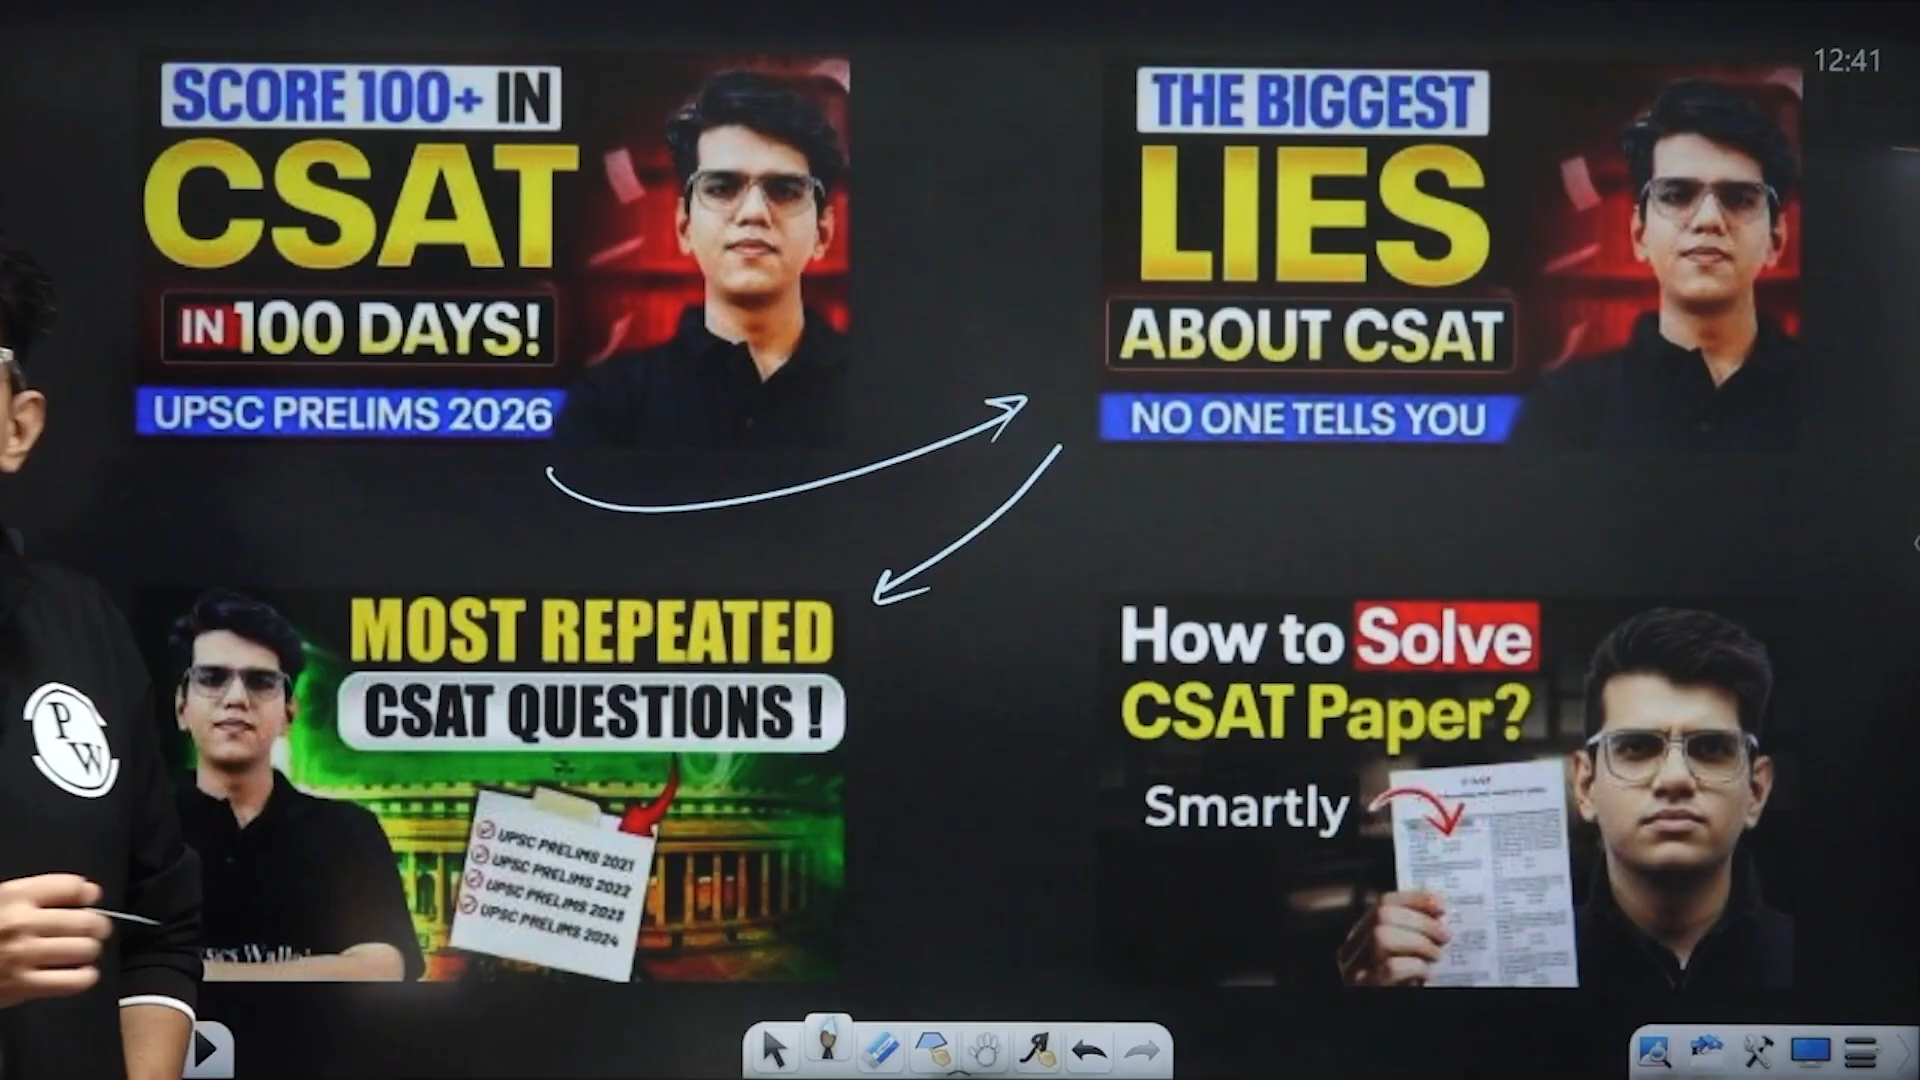 12:41
SCORE 100+ IN
CSAT
IN 100 DAYS!
UPSC PRELIMS 2026
THE BIGGEST
LIES
ABOUT CSAT
NO ONE TELLS YOU
MOST REPEATED
CSAT QUESTIONS !
UPSC PRELIMS 2021
UPSC PRELIMS 2022
UPSC PRELIMS 2023
UPSC PRELIMS 2024
How to Solve
CSAT Paper?
Smartly
P
W